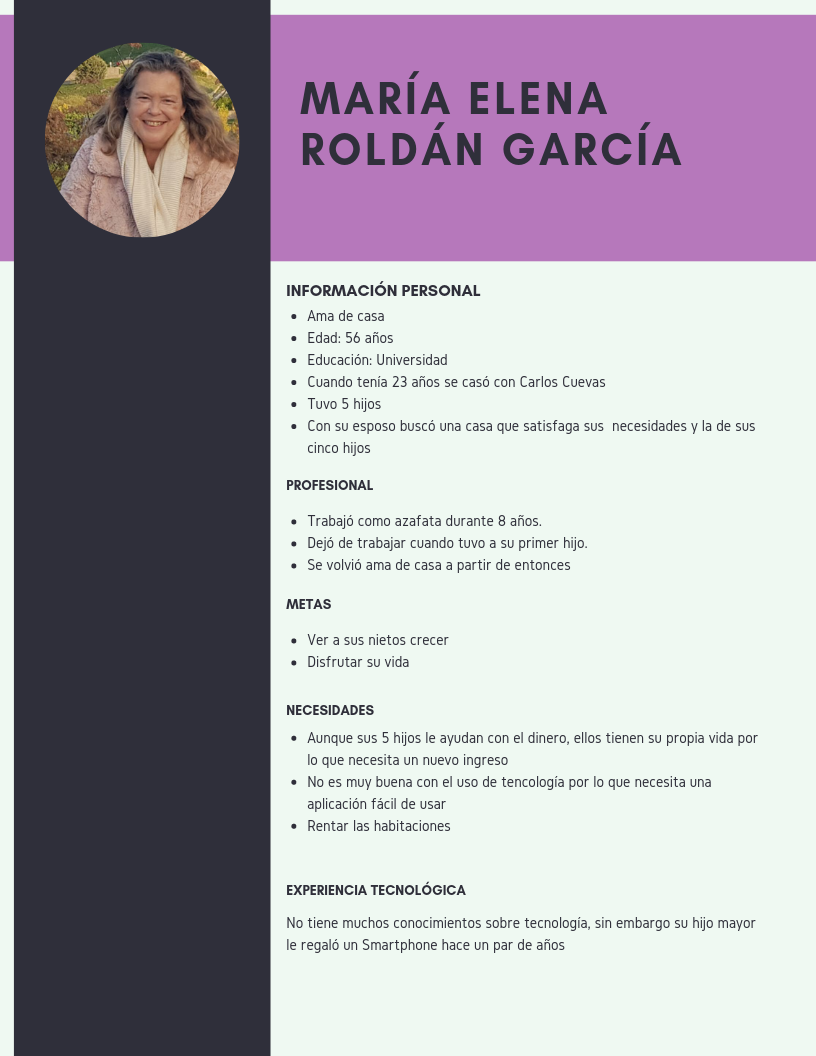 MARÍA ELENA
ROLDÁN GARCÍA
INFORMACIÓN PERSONAL
• Ama de casa
• Edad: 56 años
• Educación: Universidad
• Cuando tenía 23 años se casó con Carlos Cuevas
• Tuvo 5 hijos
• Con su esposo buscó una casa que satisfaga sus  necesidades y la de sus
cinco hijos
PROFESIONAL
• Trabajó como azafata durante 8 años.
• Dejó de trabajar cuando tuvo a su primer hijo.
• Se volvió ama de casa a partir de entonces
METAS
• Ver a sus nietos crecer
• Disfrutar su vida
NECESIDADES
• Aunque sus 5 hijos le ayudan con el dinero, ellos tienen su propia vida por
lo que necesita un nuevo ingreso
• No es muy buena con el uso de tencología por lo que necesita una
aplicación fácil de usar
• Rentar las habitaciones
EXPERIENCIA TECNOLÓGICA
No tiene muchos conocimientos sobre tecnología, sin embargo su hijo mayor
le regaló un Smartphone hace un par de años